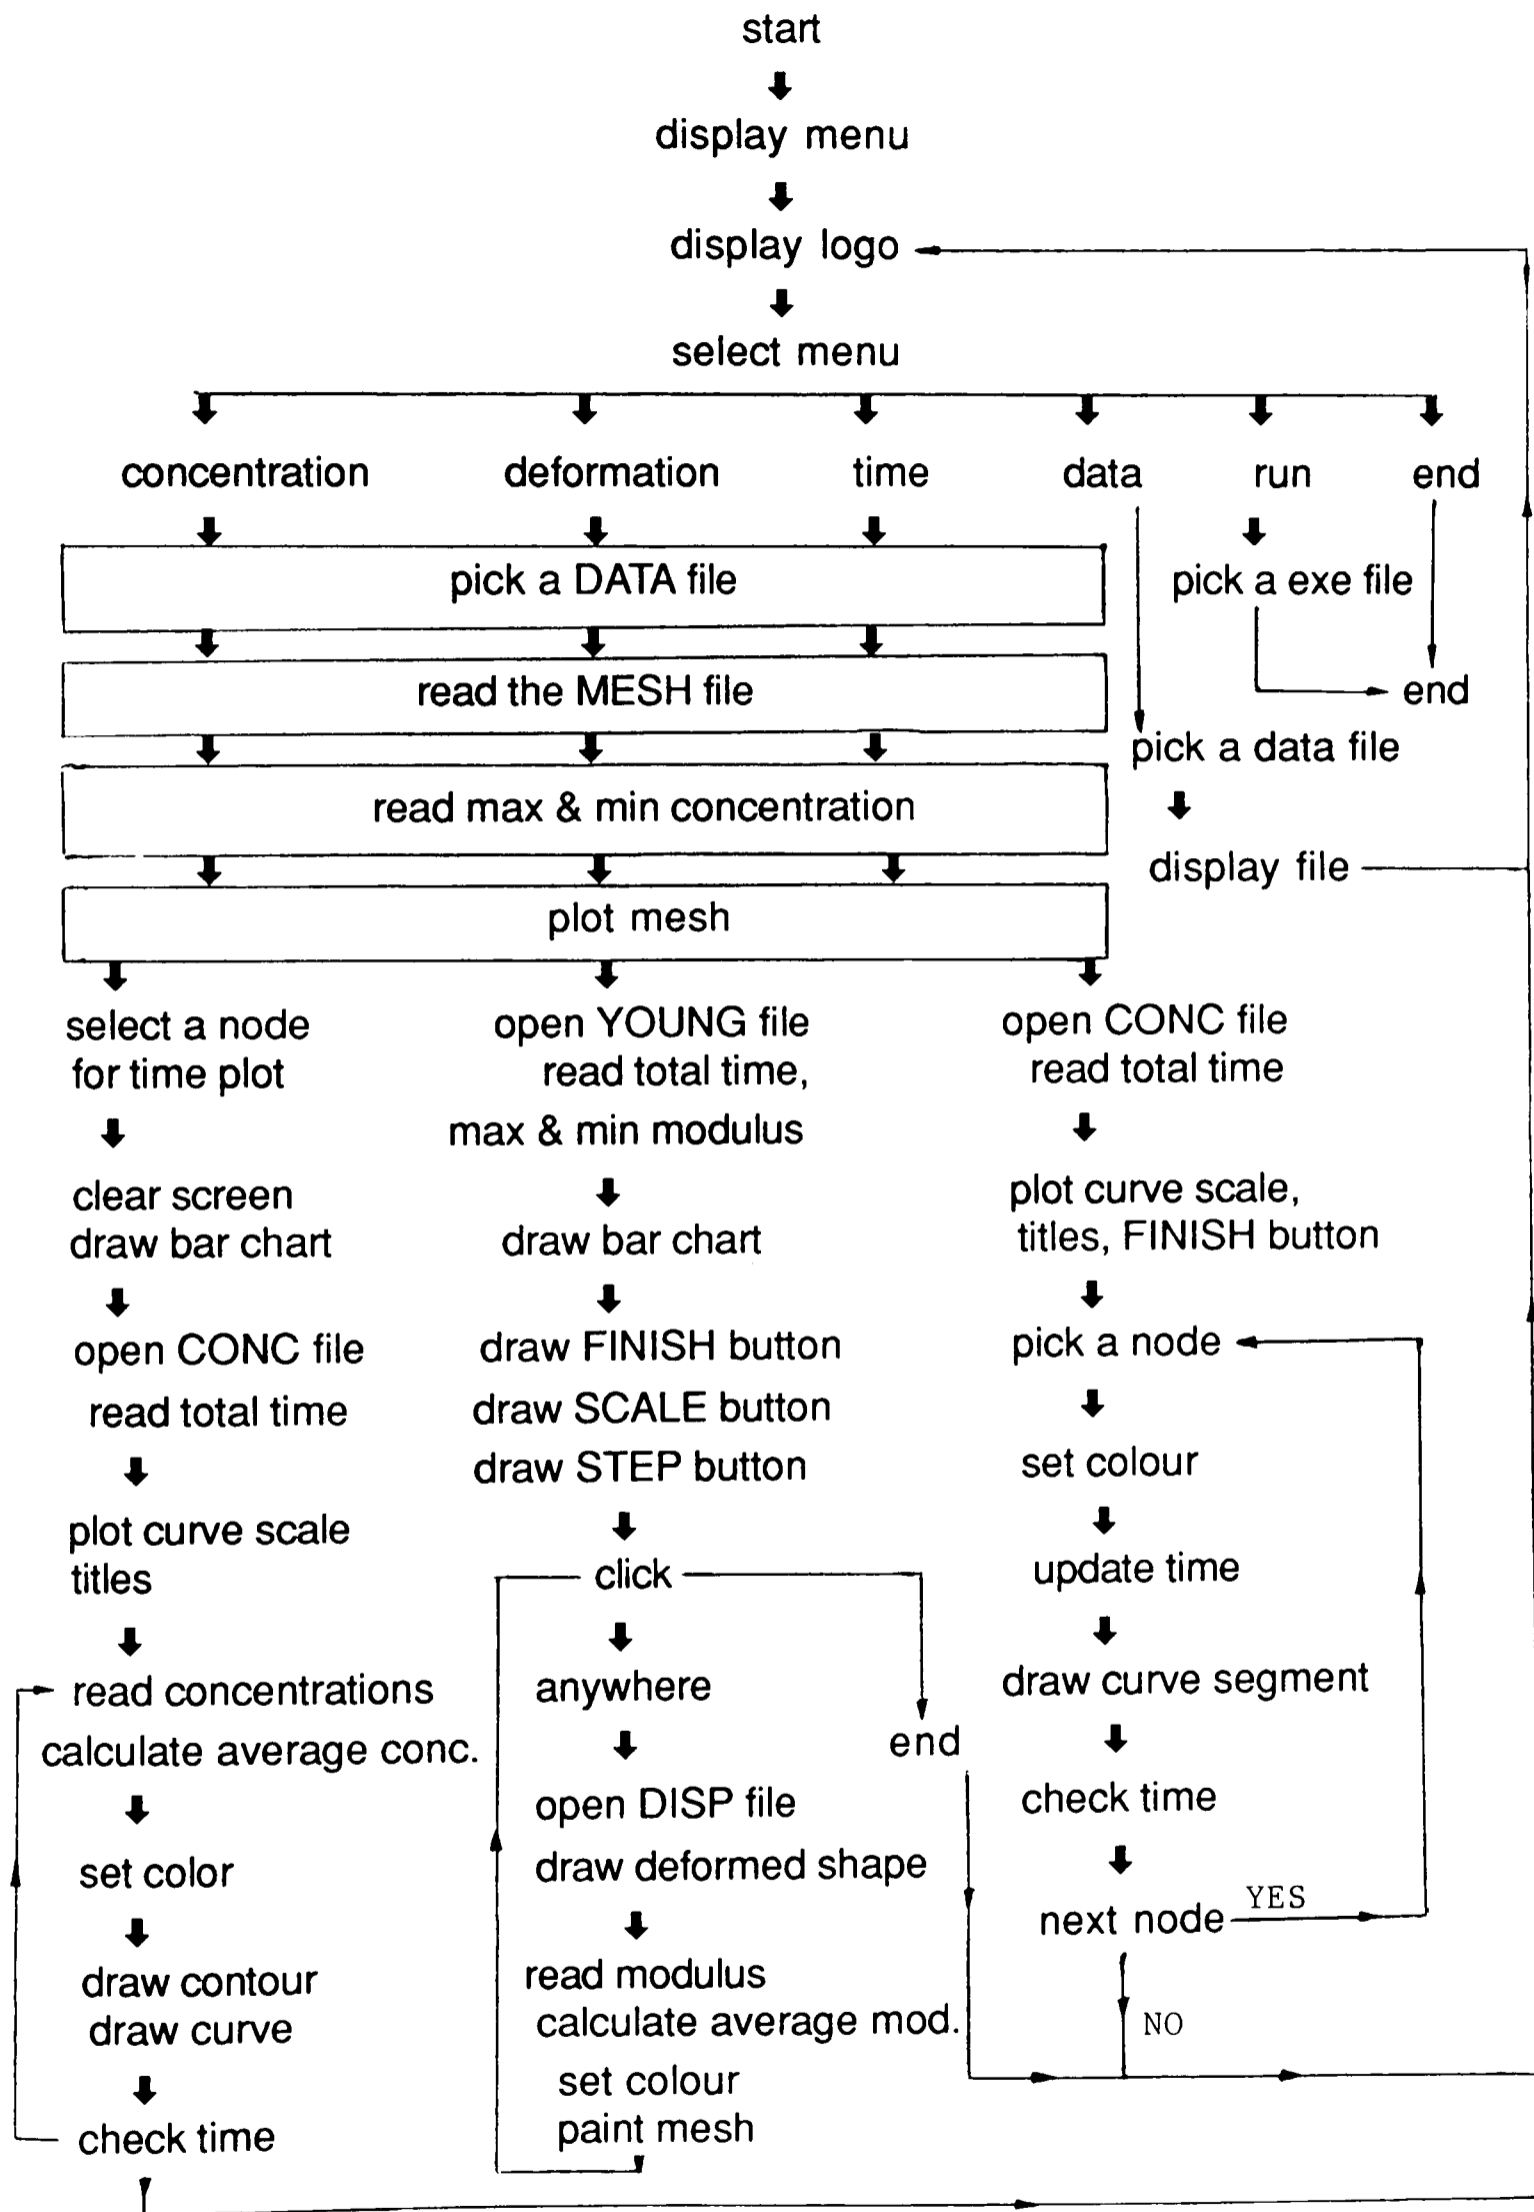 start
display menu
display logo
select menu
concentration
deformation
time
data
run
end
pick a DATA file
pick a exe file
read the MESH file
end
pick a data file
read max & min concentration
display file
plot mesh
select a node
for time plot
clear screen
draw bar chart
open CONC file
read total time
plot curve scale
titles
read concentrations
calculate average conc.
set color
draw contour
draw curve
check time
open YOUNG file
read total time,
max & min modulus
draw bar chart
draw FINISH button
draw SCALE button
draw STEP button
click
anywhere
end
open DISP file
draw deformed shape
read modulus
calculate average mod.
set colour
paint mesh
open CONC file
read total time
plot curve scale,
titles, FINISH button
pick a node
set colour
update time
draw curve segment
check time
next node
YES
NO